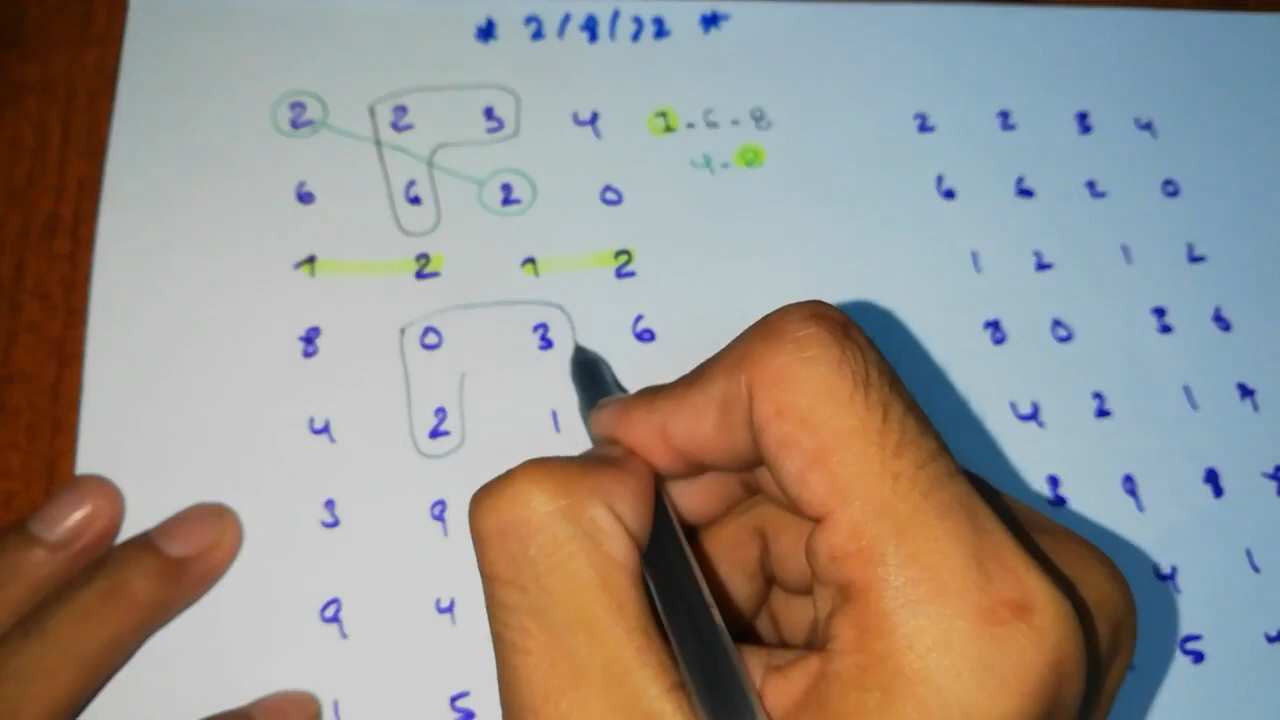 * 2/8/22 *
2 2 3 4 1-6-8 2 2 3 4
4-2
6 6 2 0 6 6 2 0
1 2 1 2 1 2 1 2
8 0 3 6 8 0 3 6
4 2 1 4 2 1
3 9 3 9 8
9 4 4 1
1 5 5